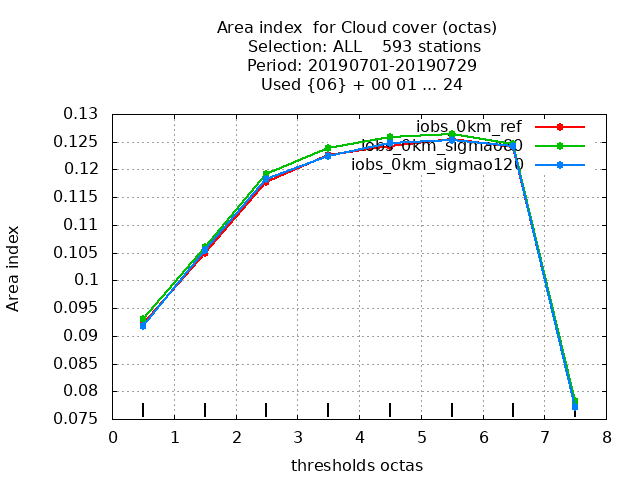 Area index  for Cloud cover (octas)
Selection: ALL    593 stations
Period: 20190701-20190729
Used {06} + 00 01 ... 24
0.13
0.125
0.12
0.115
0.11
0.105
0.1
0.095
0.09
0.085
0.08
0.075
Area index
iobs_0km_ref
iobs_0km_sigmao80
iobs_0km_sigmao120
0 1 2 3 4 5 6 7 8
thresholds octas